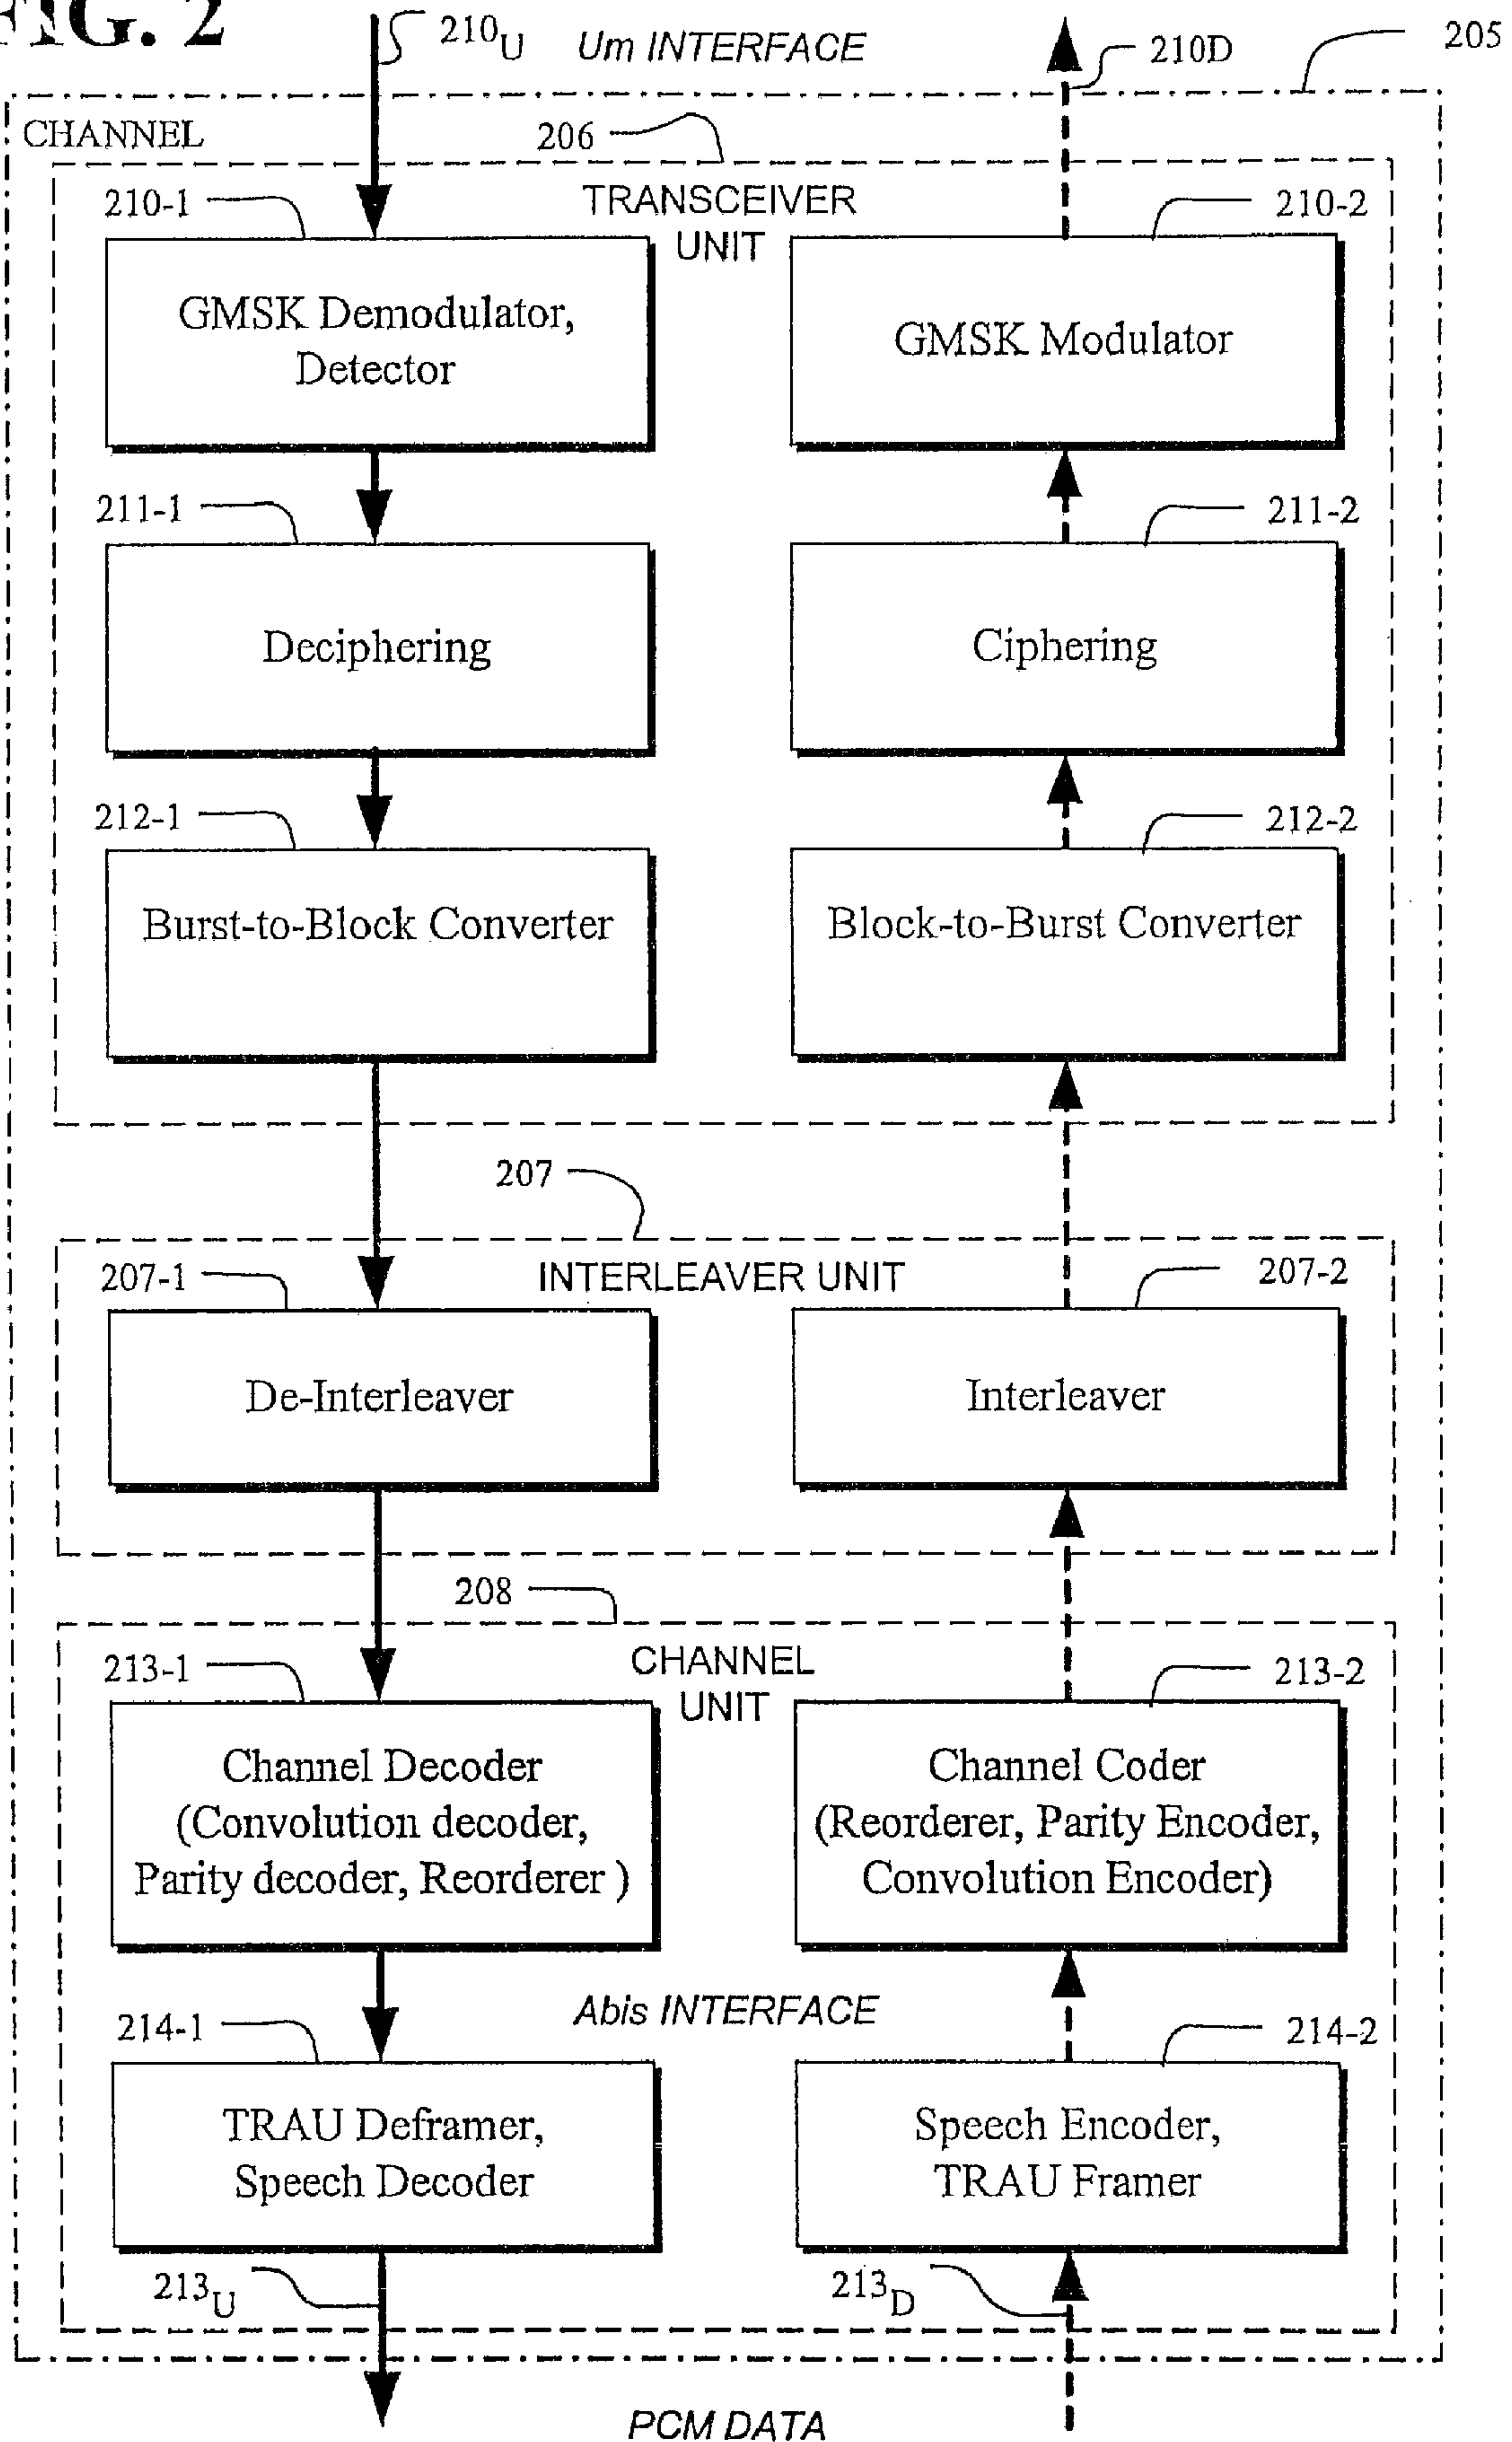 FIG. 2
210U
Um INTERFACE
210D
205
CHANNEL
206
TRANSCEIVER
UNIT
210-1
210-2
GMSK Demodulator,
Detector
GMSK Modulator
211-1
211-2
Deciphering
Ciphering
212-1
212-2
Burst-to-Block Converter
Block-to-Burst Converter
207
INTERLEAVER UNIT
207-1
207-2
De-Interleaver
Interleaver
208
CHANNEL
UNIT
213-1
213-2
Channel Decoder
(Convolution decoder,
Parity decoder, Reorderer )
Channel Coder
(Reorderer, Parity Encoder,
Convolution Encoder)
Abis INTERFACE
214-1
214-2
TRAU Deframer,
Speech Decoder
Speech Encoder,
TRAU Framer
213U
213D
PCM DATA